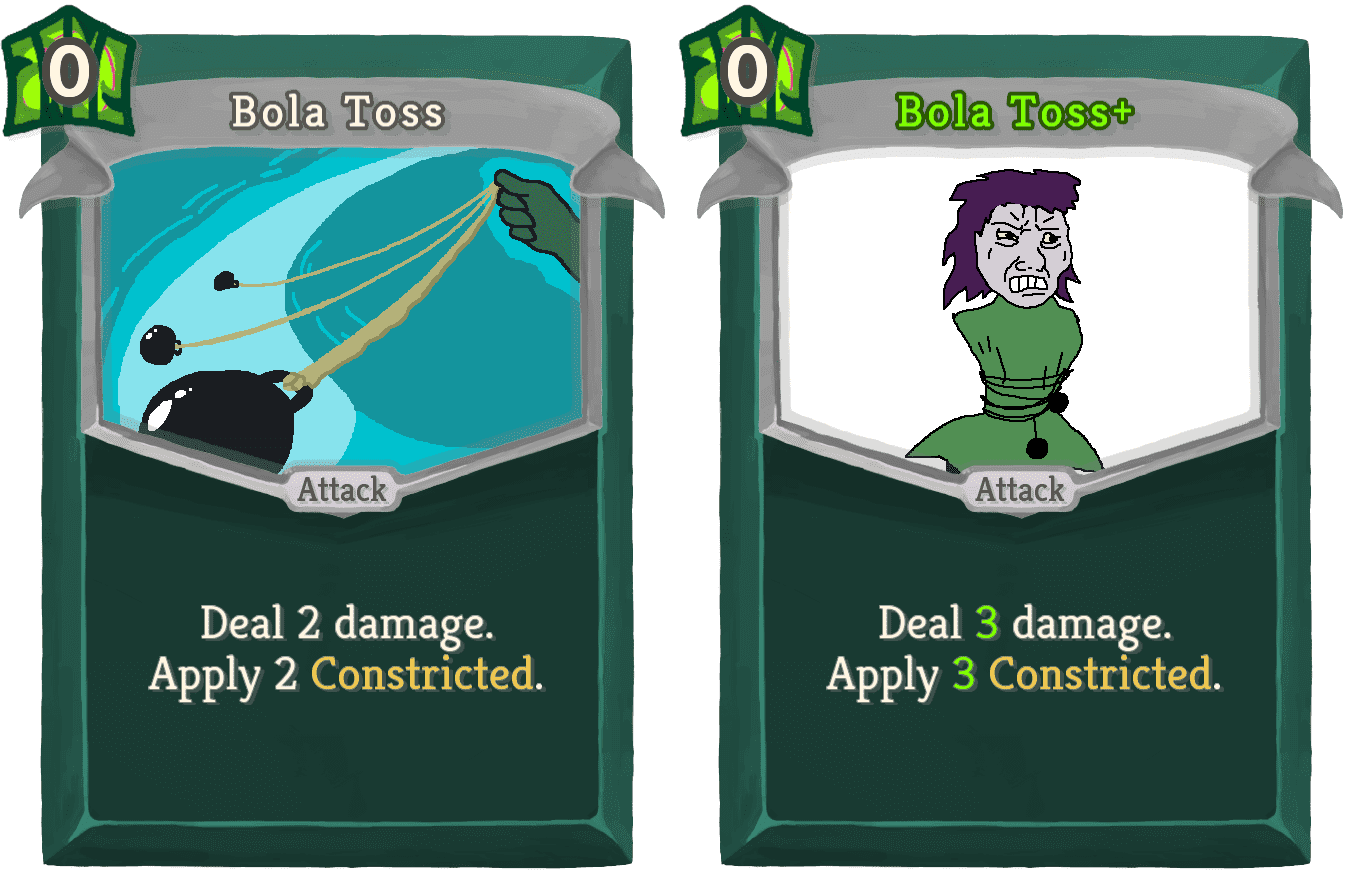 0
Bola Toss
Attack
Deal 2 damage.
Apply 2 Constricted.
0
Bola Toss+
Attack
Deal 3 damage.
Apply 3 Constricted.